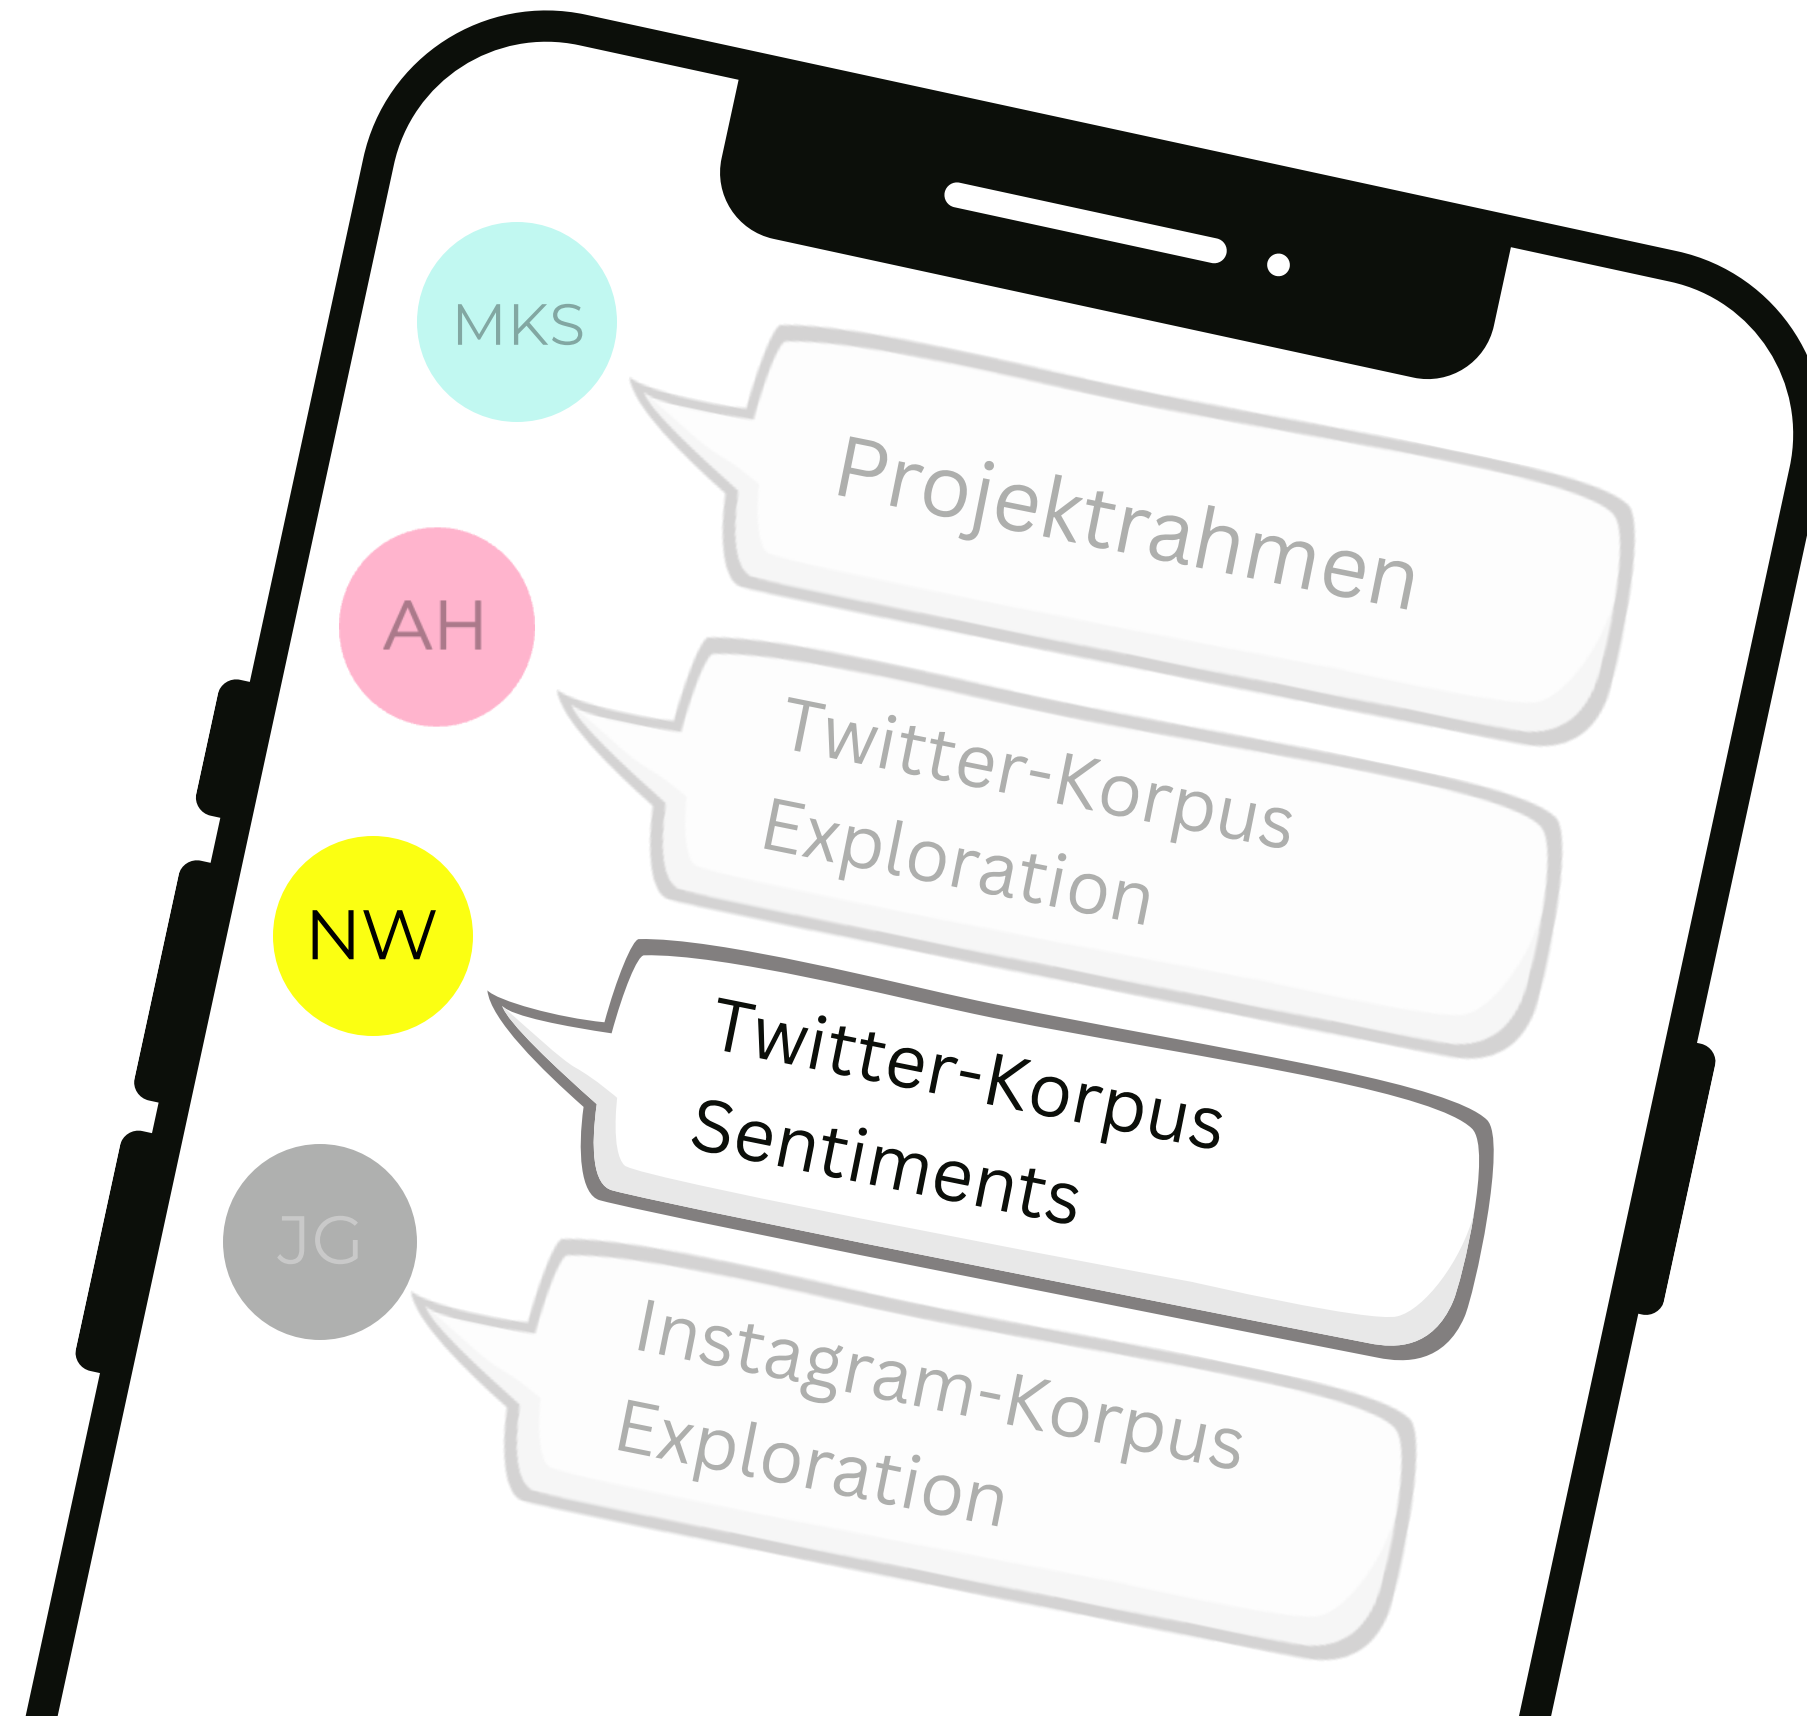 MKS
Projektrahmen
AH
Twitter-Korpus
Exploration
NW
Twitter-Korpus
Sentiments
JG
Instagram-Korpus
Exploration